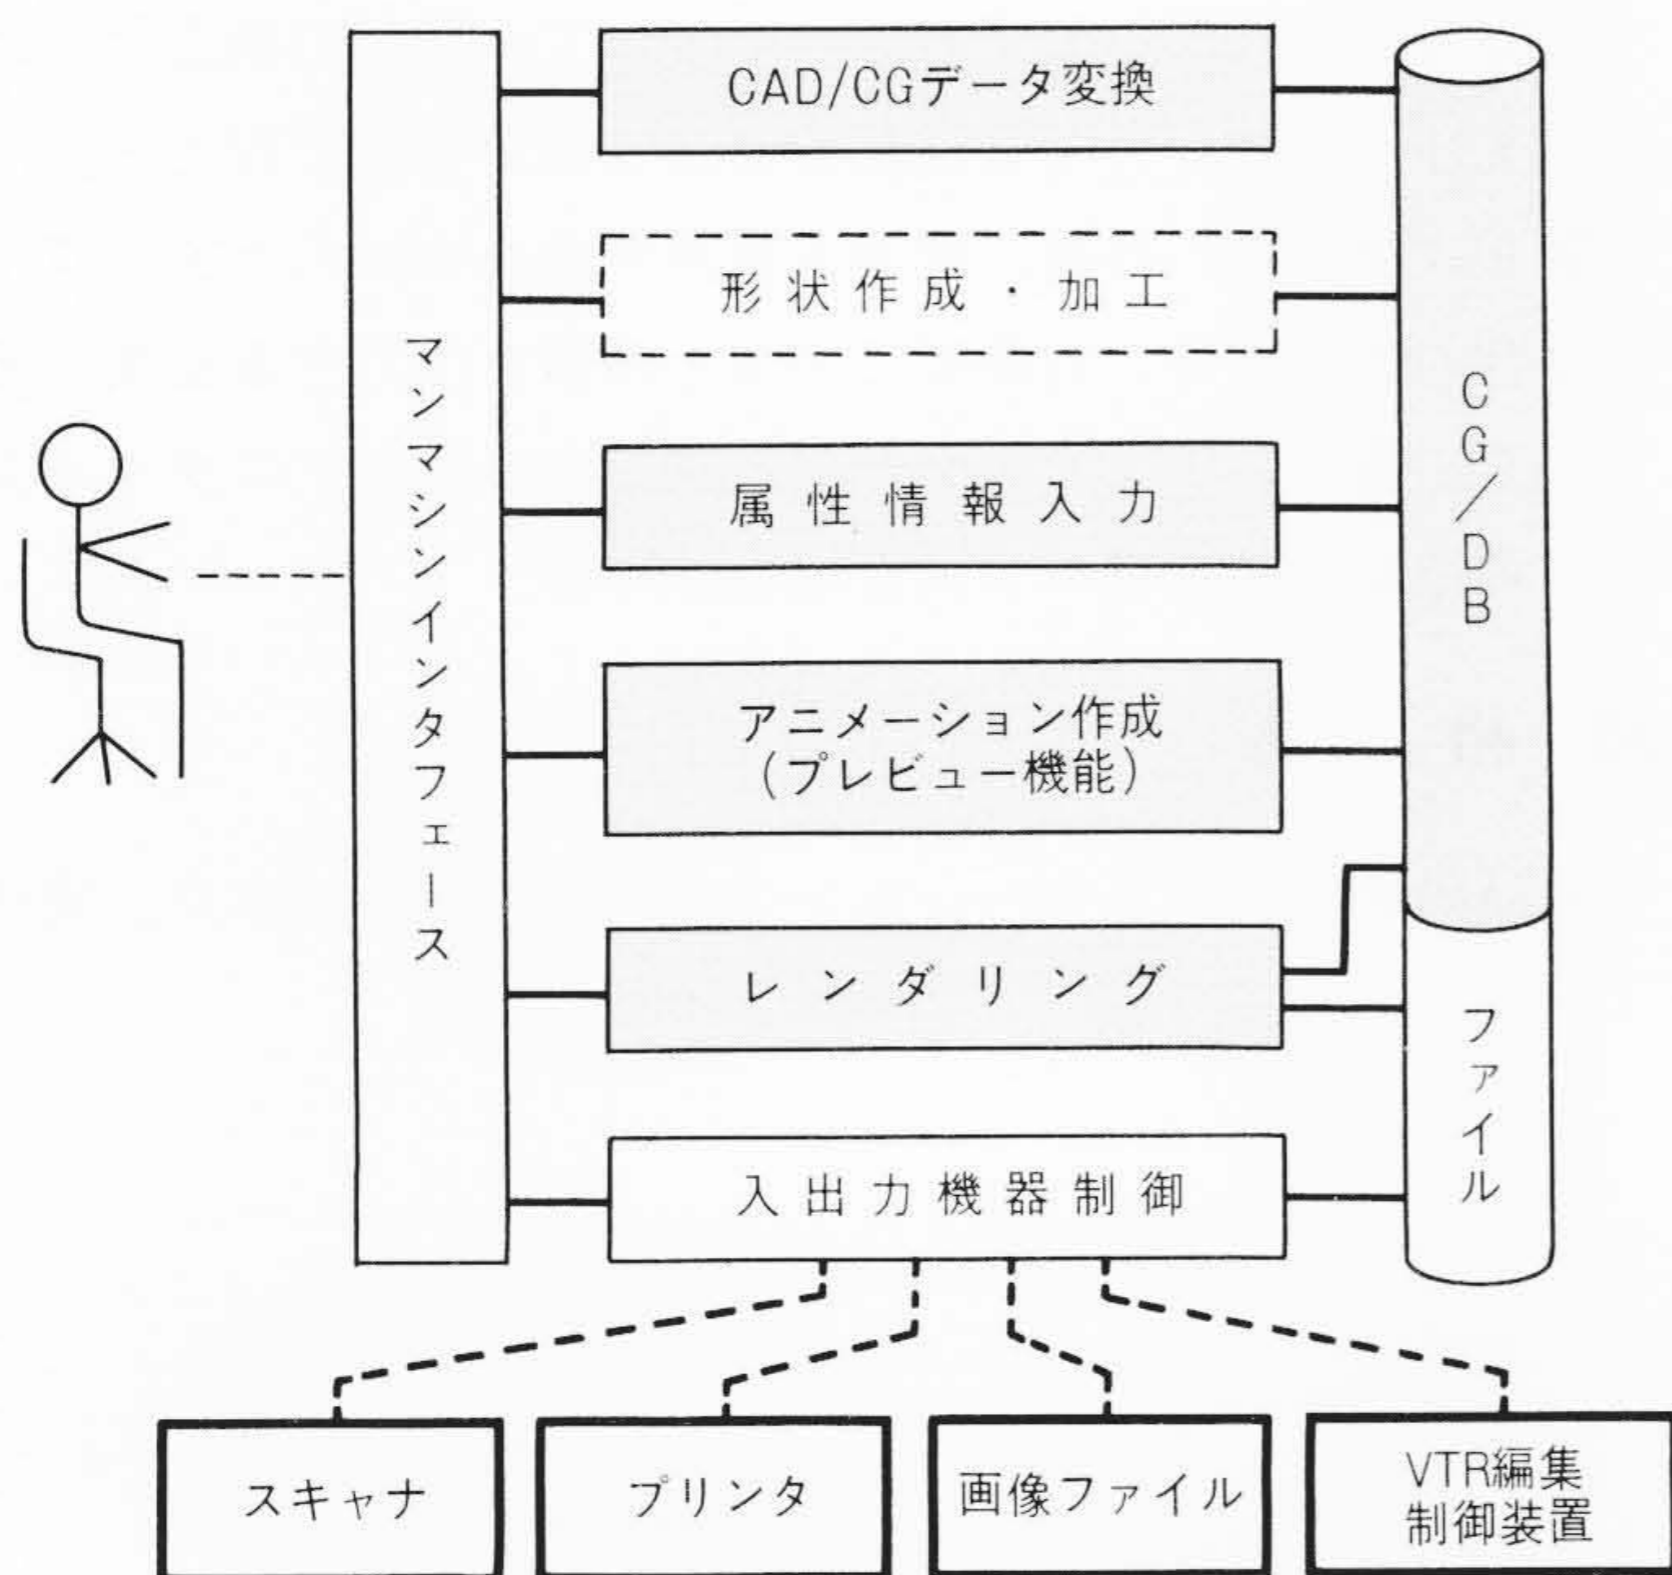 マンマシンインタフェース
CAD/CGデータ変換
形状作成・加工
属性情報入力
アニメーション作成
(プレビュー機能)
レンダリング
入出力機器制御
CG/DB
ファイル
スキャナ
プリンタ
画像ファイル
VTR編集
制御装置